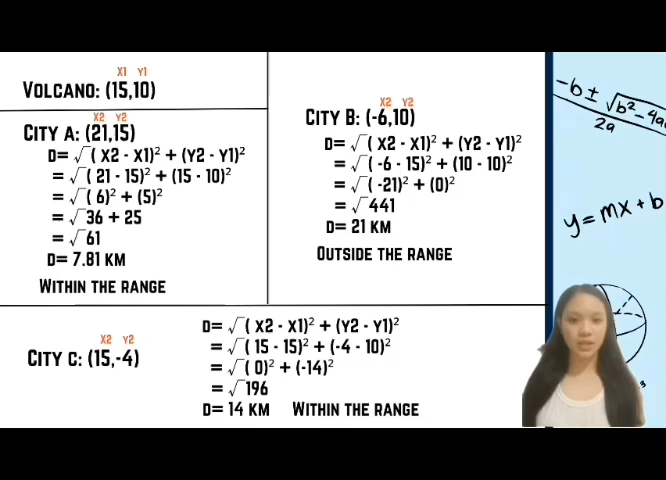 X1 Y1
VOLCANO: (15,10)
X2 Y2
CITY A: (21,15)
D= √( X2 - X1)² + (Y2 - Y1)²
= √( 21 - 15)² + (15 - 10)²
= √( 6)² + (5)²
= √36 + 25
= √61
D= 7.81 KM
WITHIN THE RANGE
X2 Y2
CITY B: (-6,10)
D= √( X2 - X1)² + (Y2 - Y1)²
= √( -6 - 15)² + (10 - 10)²
= √( -21)² + (0)²
= √441
D= 21 KM
OUTSIDE THE RANGE
X2 Y2
CITY C: (15,-4)
D= √( X2 - X1)² + (Y2 - Y1)²
= √( 15 - 15)² + (-4 - 10)²
= √( 0)² + (-14)²
= √196
D= 14 KM WITHIN THE RANGE
-b ± √b² - 4a
2a
y = mx + b
3